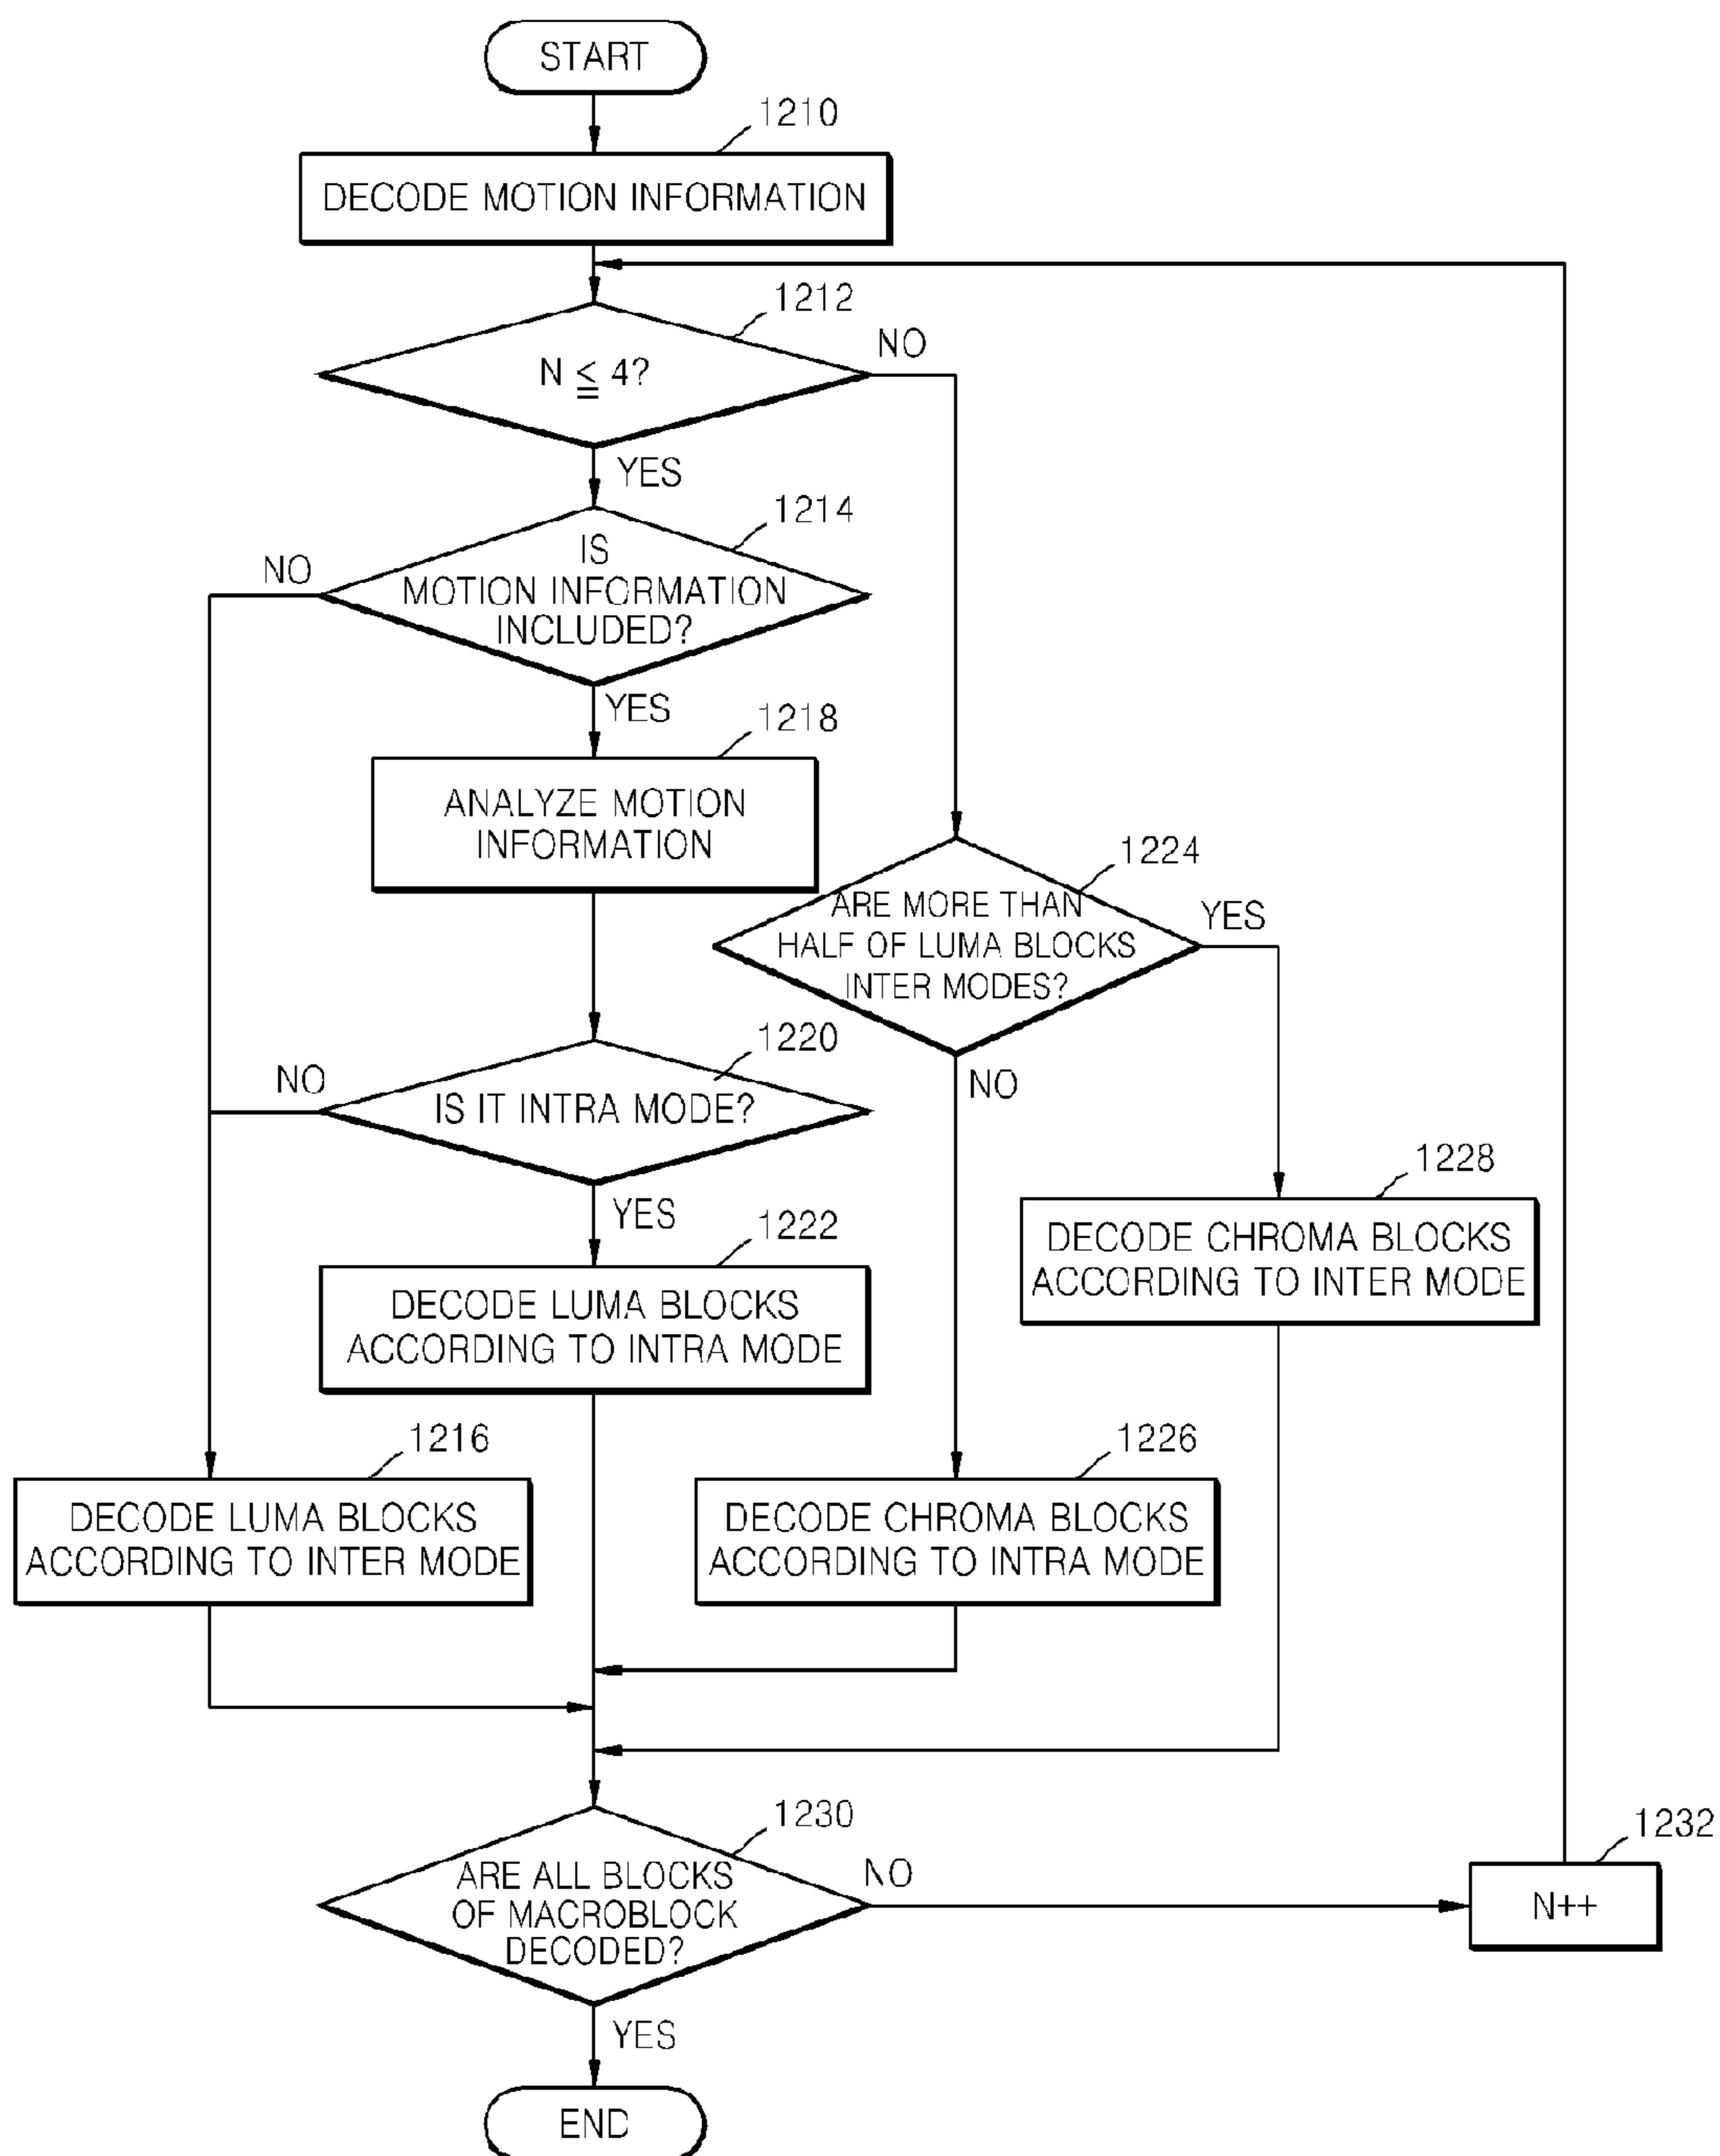 START
1210
DECODE MOTION INFORMATION
1212
N ≦ 4?
NO
YES
1214
IS
MOTION INFORMATION
INCLUDED?
NO
YES
1218
ANALYZE MOTION
INFORMATION
1224
ARE MORE THAN
HALF OF LUMA BLOCKS
INTER MODES?
YES
NO
1220
IS IT INTRA MODE?
NO
YES
1228
DECODE CHROMA BLOCKS
ACCORDING TO INTER MODE
1222
DECODE LUMA BLOCKS
ACCORDING TO INTRA MODE
1216
DECODE LUMA BLOCKS
ACCORDING TO INTER MODE
1226
DECODE CHROMA BLOCKS
ACCORDING TO INTRA MODE
1230
ARE ALL BLOCKS
OF MACROBLOCK
DECODED?
NO
1232
N++
YES
END